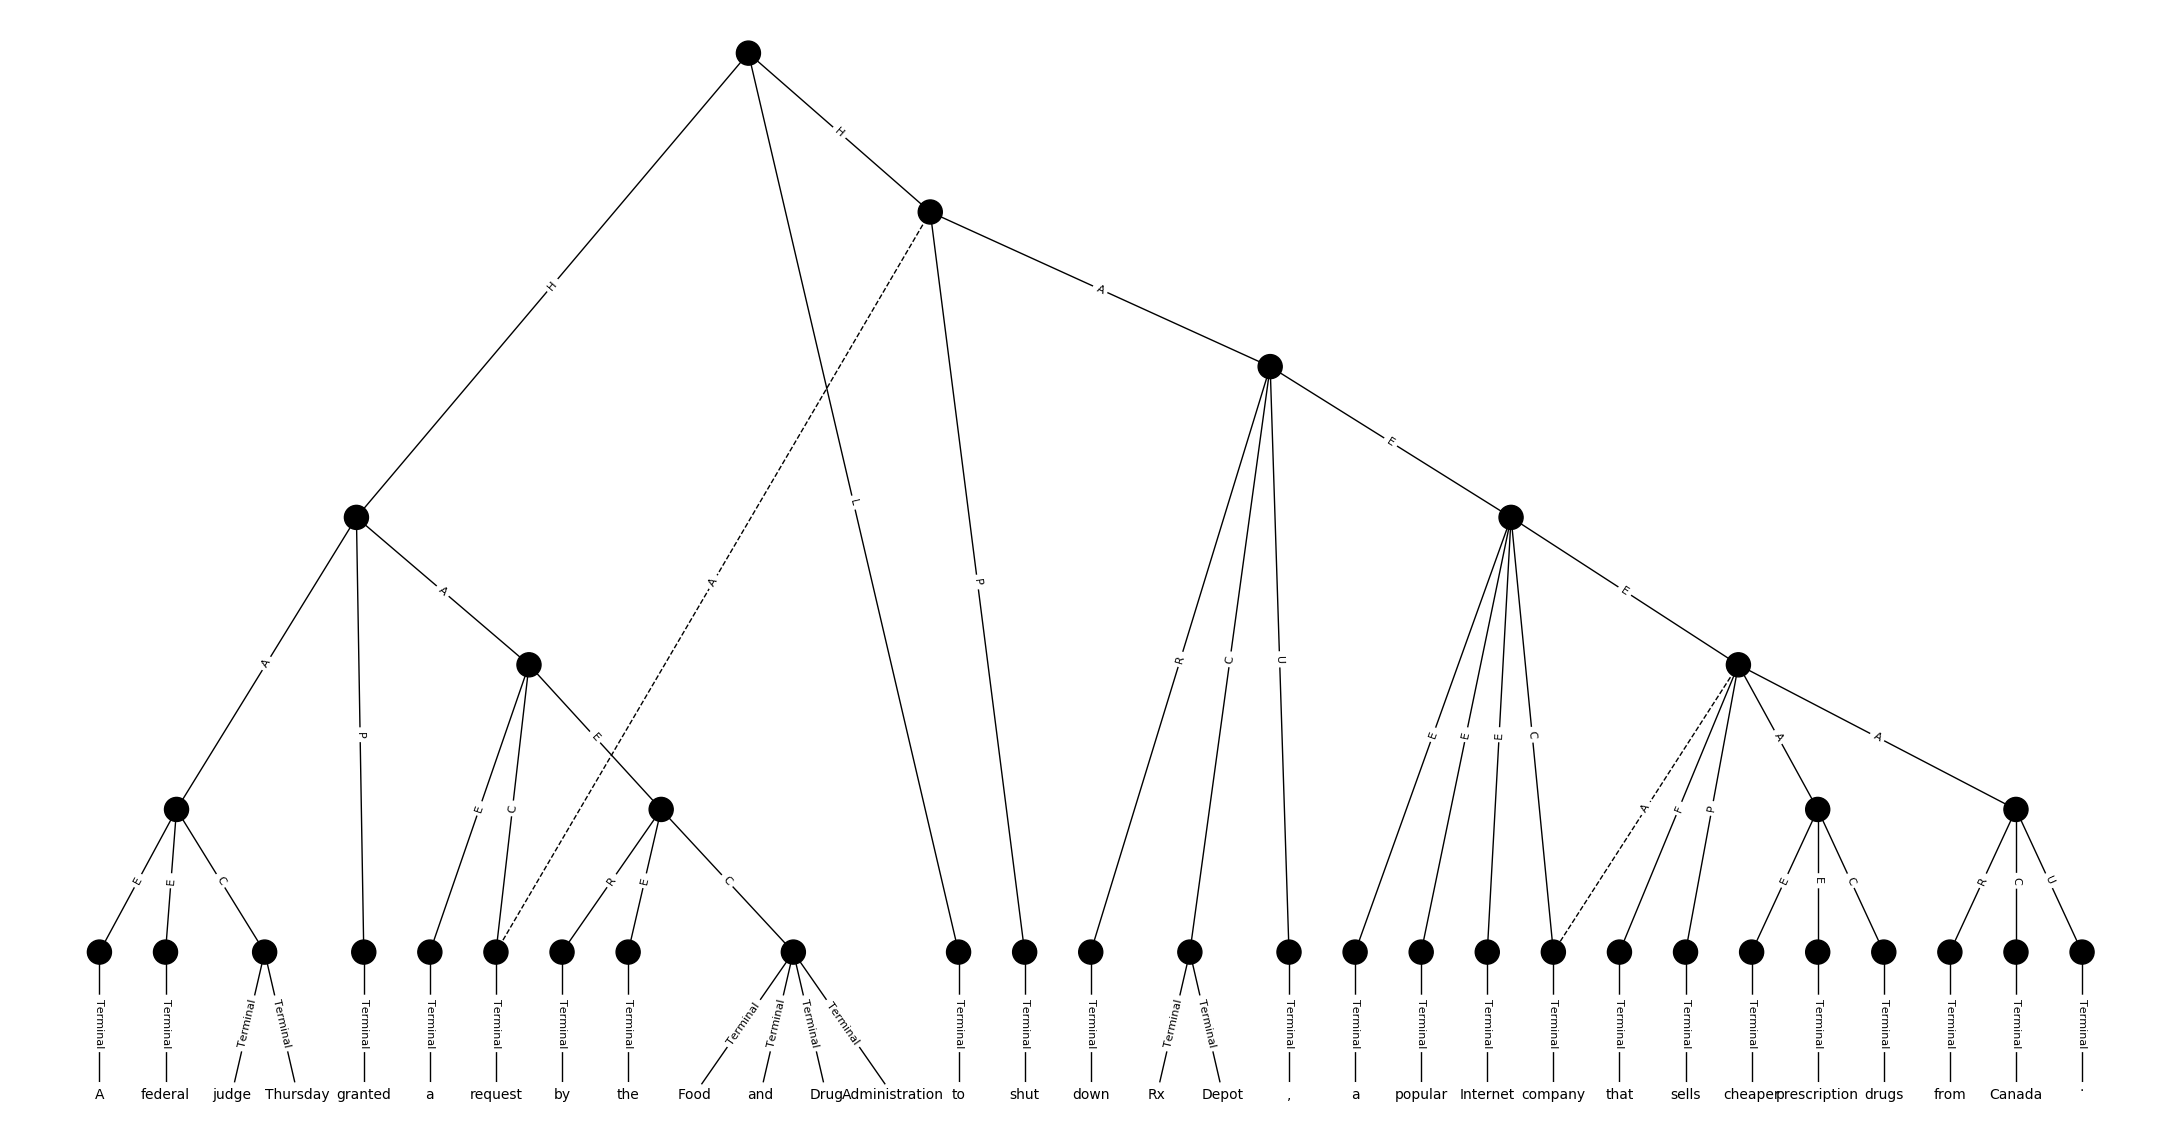 H
H
A
L
A
P
E
A
A
P
E
R
C
U
E
E
E
C
E
C
E
A
F
P
A
A
E
E
C
R
E
C
E
E
C
R
C
U
Terminal Terminal Terminal Terminal Terminal Terminal Terminal Terminal Terminal Terminal Terminal Terminal Terminal Terminal Terminal Terminal Terminal Terminal Terminal Terminal Terminal Terminal Terminal Terminal Terminal Terminal Terminal Terminal Terminal Terminal Terminal
A federal judge Thursday granted a request by the Food and Drug Administration to shut down Rx Depot , a popular Internet company that sells cheaper prescription drugs from Canada .